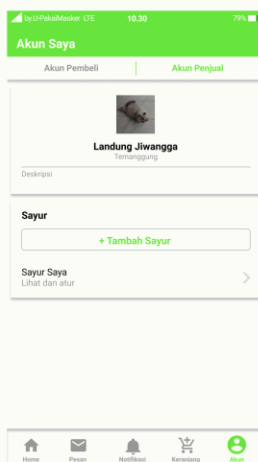 by.U-PakaiMasker LTE 10.30 79%
Akun Saya
Akun Pembeli Akun Penjual
Landung Jiwangga
Temanggung
Deskripsi
Sayur
+ Tambah Sayur
Sayur Saya
Lihat dan atur
Home Pesan Notifikasi Keranjang Akun